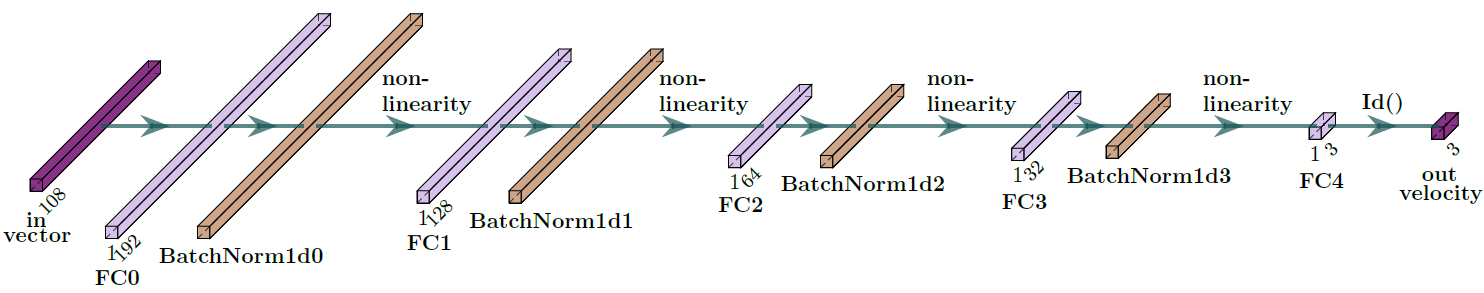 in
vector
108
1
192
FC0
BatchNorm1d0
non-
linearity
1
128
FC1
BatchNorm1d1
non-
linearity
1
64
FC2
BatchNorm1d2
non-
linearity
1
32
FC3
BatchNorm1d3
non-
linearity
1
3
FC4
Id()
3
out
velocity